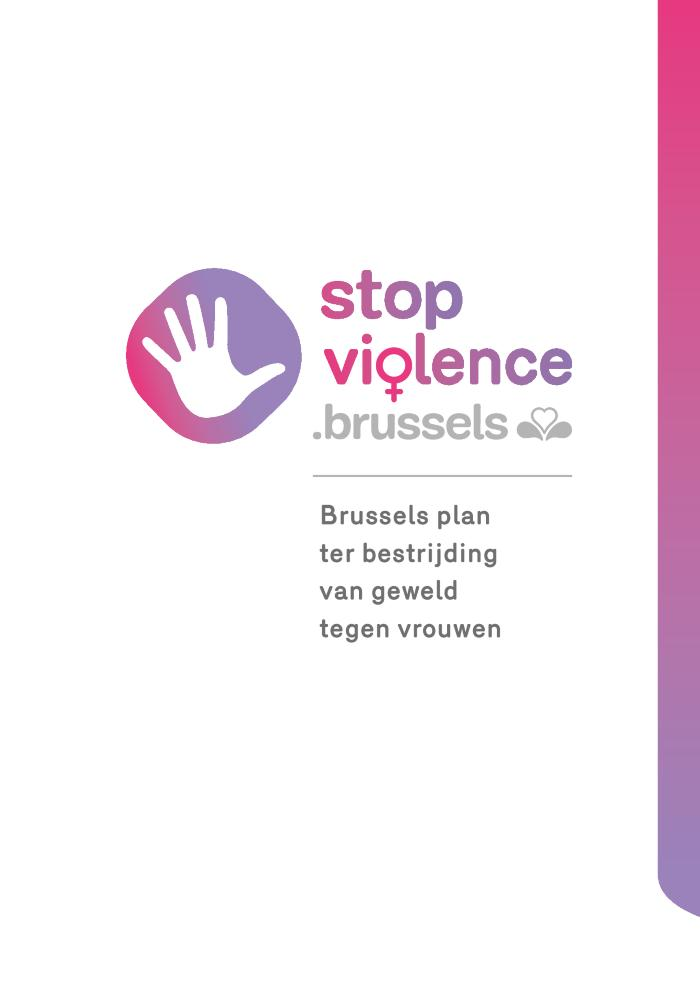 stop
violence
.brussels
Brussels plan
ter bestrijding
van geweld
tegen vrouwen